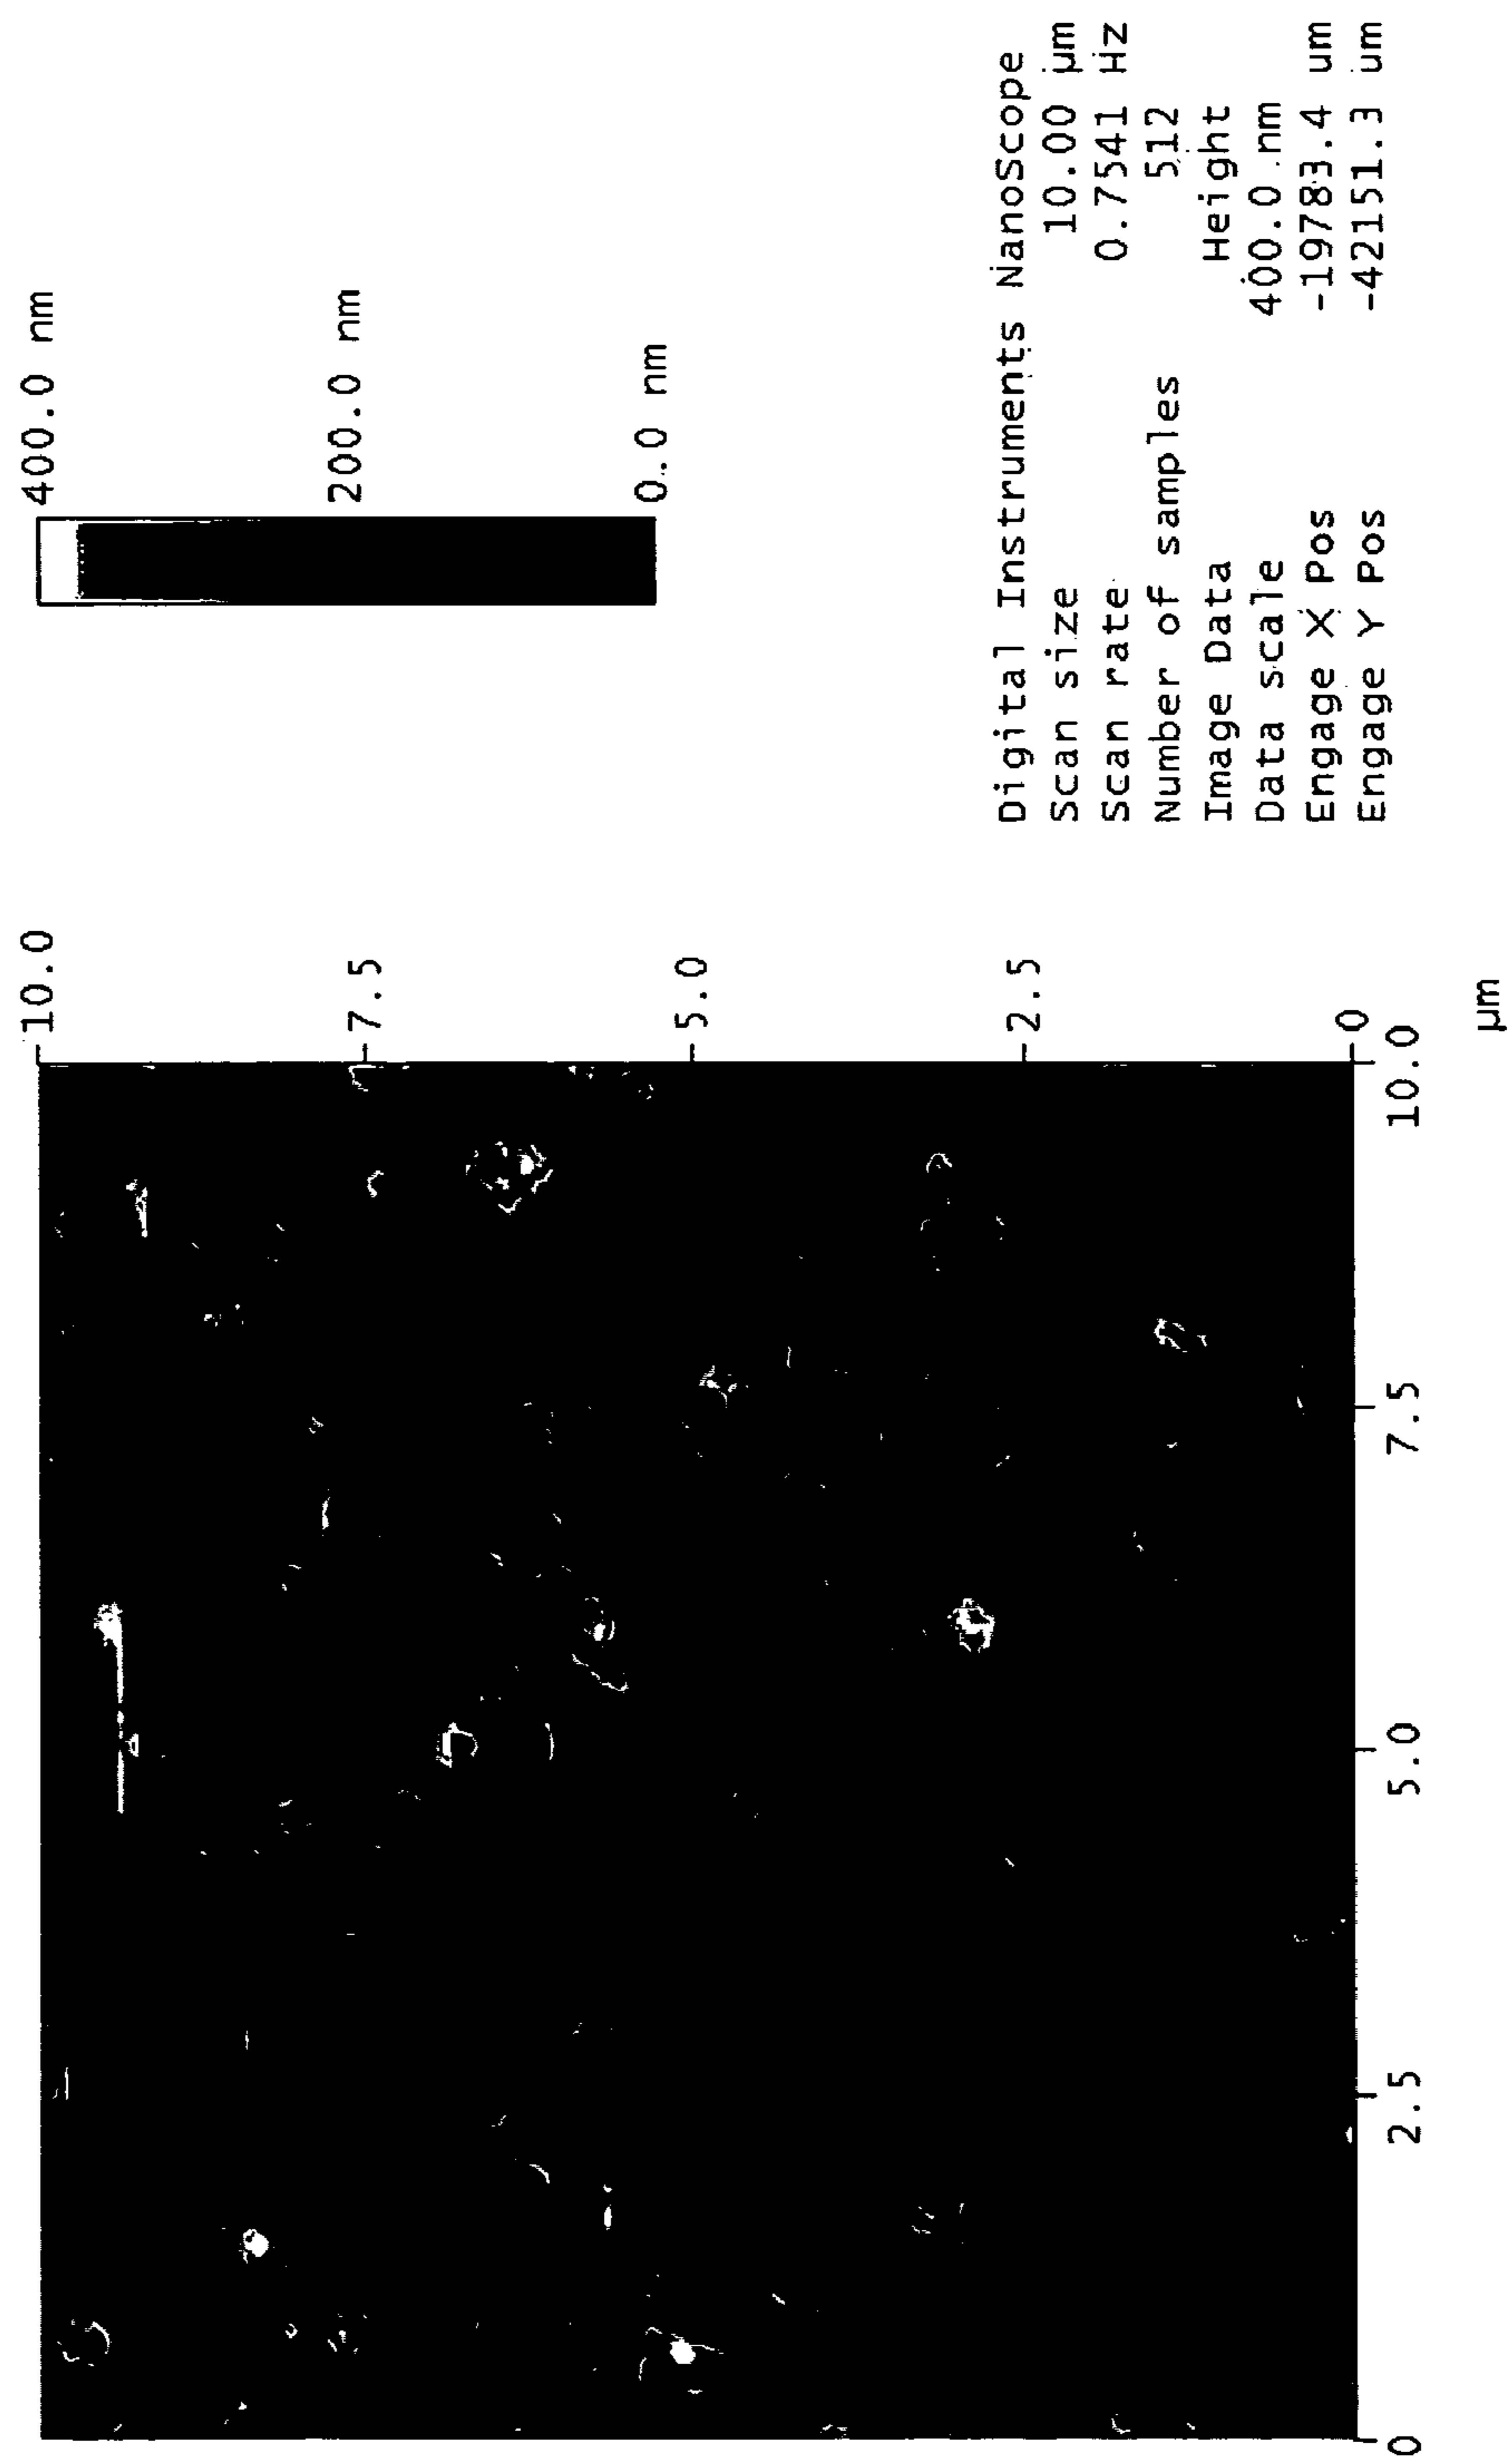 10.0
7.5
5.0
2.5
0
0
2.5
5.0
7.5
10.0
µm
400.0 nm
200.0 nm
0.0 nm
Digital Instruments NanoScope
Scan size 10.00 µm
Scan rate 0.7541 Hz
Number of samples 512
Image Data Height
Data scale 400.0 nm
Engage X Pos -19783.4 um
Engage Y Pos -42151.3 um